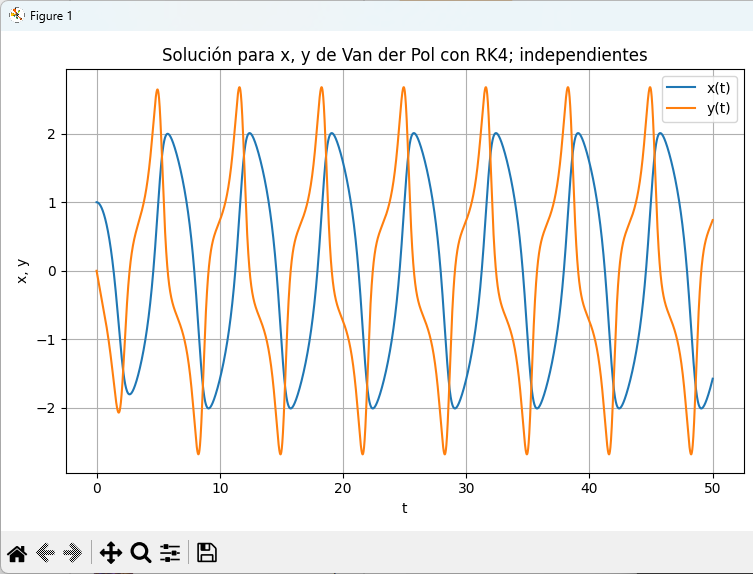 Figure 1
Solución para x, y de Van der Pol con RK4; independientes
x(t)
y(t)
2
1
0
−1
−2
x, y
0 10 20 30 40 50
t